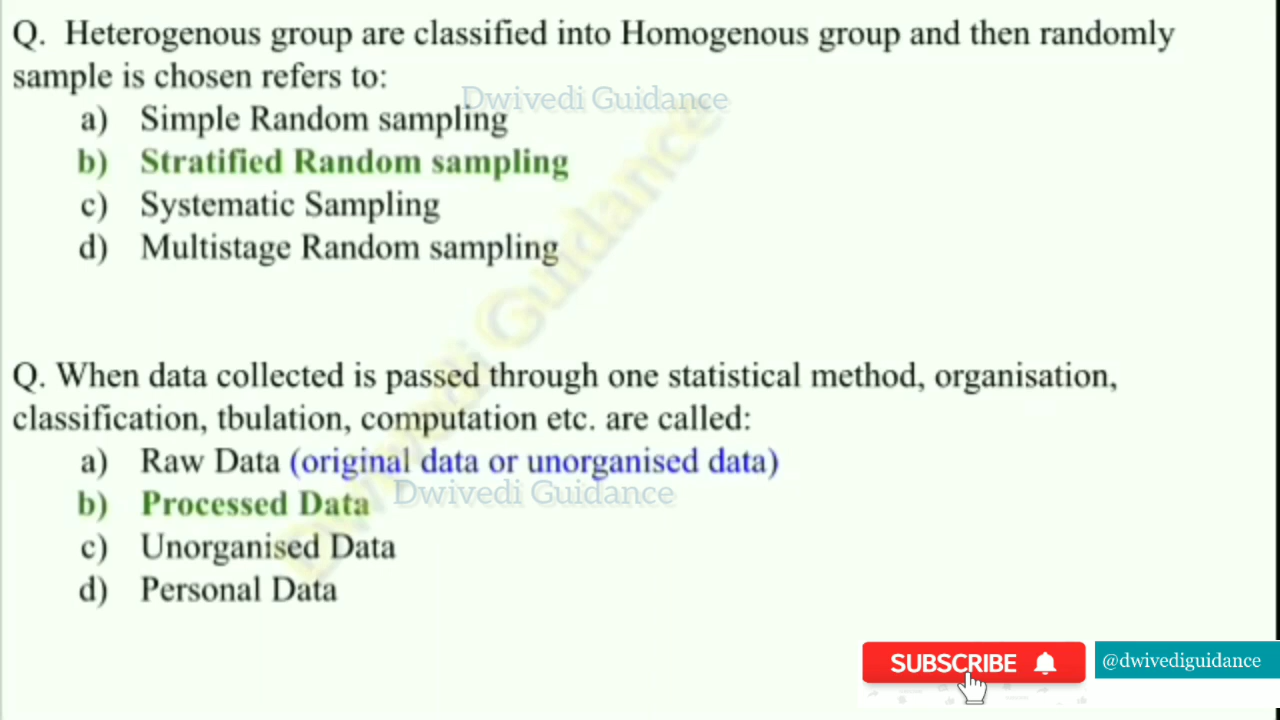 Q. Heterogenous group are classified into Homogenous group and then randomly
sample is chosen refers to:
Dwivedi Guidance
a) Simple Random sampling
b) Stratified Random sampling
c) Systematic Sampling
d) Multistage Random sampling
Dwivedi Guidance
Q. When data collected is passed through one statistical method, organisation,
classification, tbulation, computation etc. are called:
a) Raw Data (original data or unorganised data)
b) Processed Data
Dwivedi Guidance
c) Unorganised Data
d) Personal Data
SUBSCRIBE
@dwivediguidance